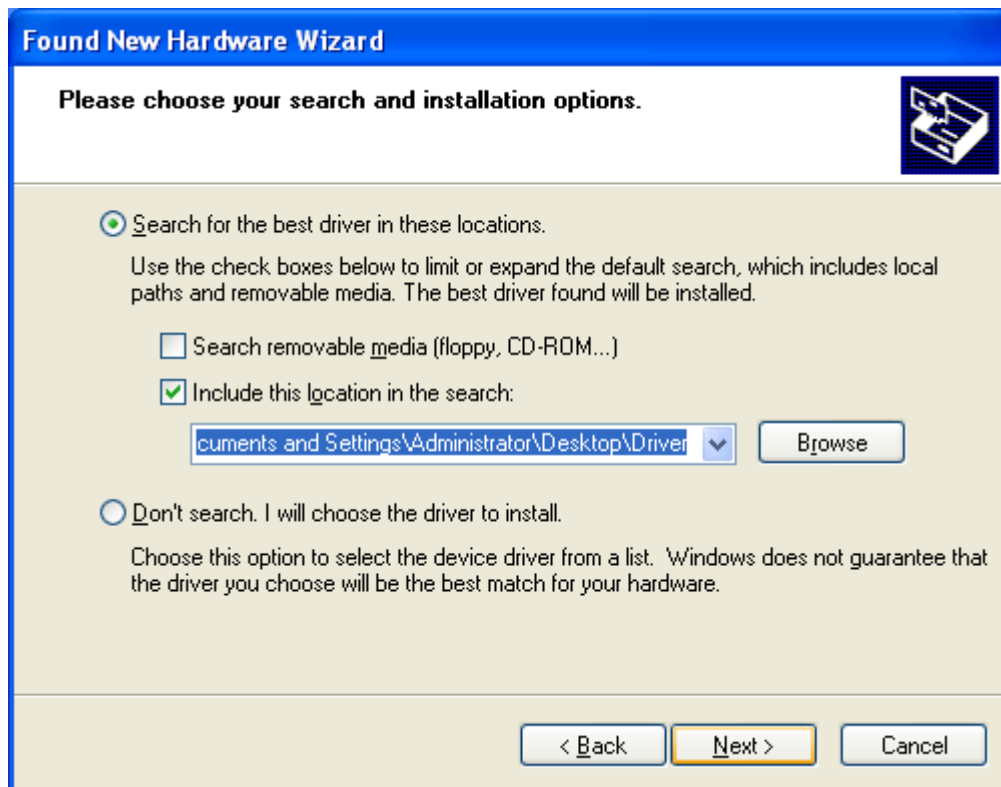 Found New Hardware Wizard
Please choose your search and installation options.
Search for the best driver in these locations.
Use the check boxes below to limit or expand the default search, which includes local
paths and removable media. The best driver found will be installed.
Search removable media (floppy, CD-ROM...)
Include this location in the search:
cuments and Settings\Administrator\Desktop\Driver
Browse
Don't search. I will choose the driver to install.
Choose this option to select the device driver from a list.  Windows does not guarantee that
the driver you choose will be the best match for your hardware.
< Back
Next >
Cancel